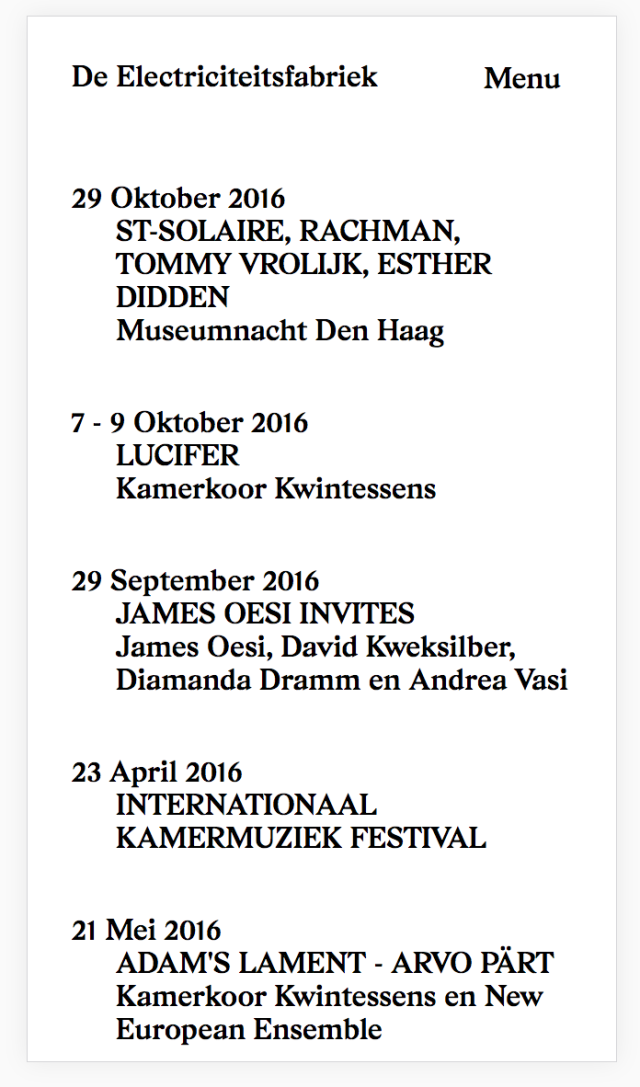 De Electriciteitsfabriek
Menu
29 Oktober 2016
ST-SOLAIRE, RACHMAN,
TOMMY VROLIJK, ESTHER
DIDDEN
Museumnacht Den Haag
7 - 9 Oktober 2016
LUCIFER
Kamerkoor Kwintessens
29 September 2016
JAMES OESI INVITES
James Oesi, David Kweksilber,
Diamanda Dramm en Andrea Vasi
23 April 2016
INTERNATIONAAL
KAMERMUZIEK FESTIVAL
21 Mei 2016
ADAM'S LAMENT - ARVO PÄRT
Kamerkoor Kwintessens en New
European Ensemble